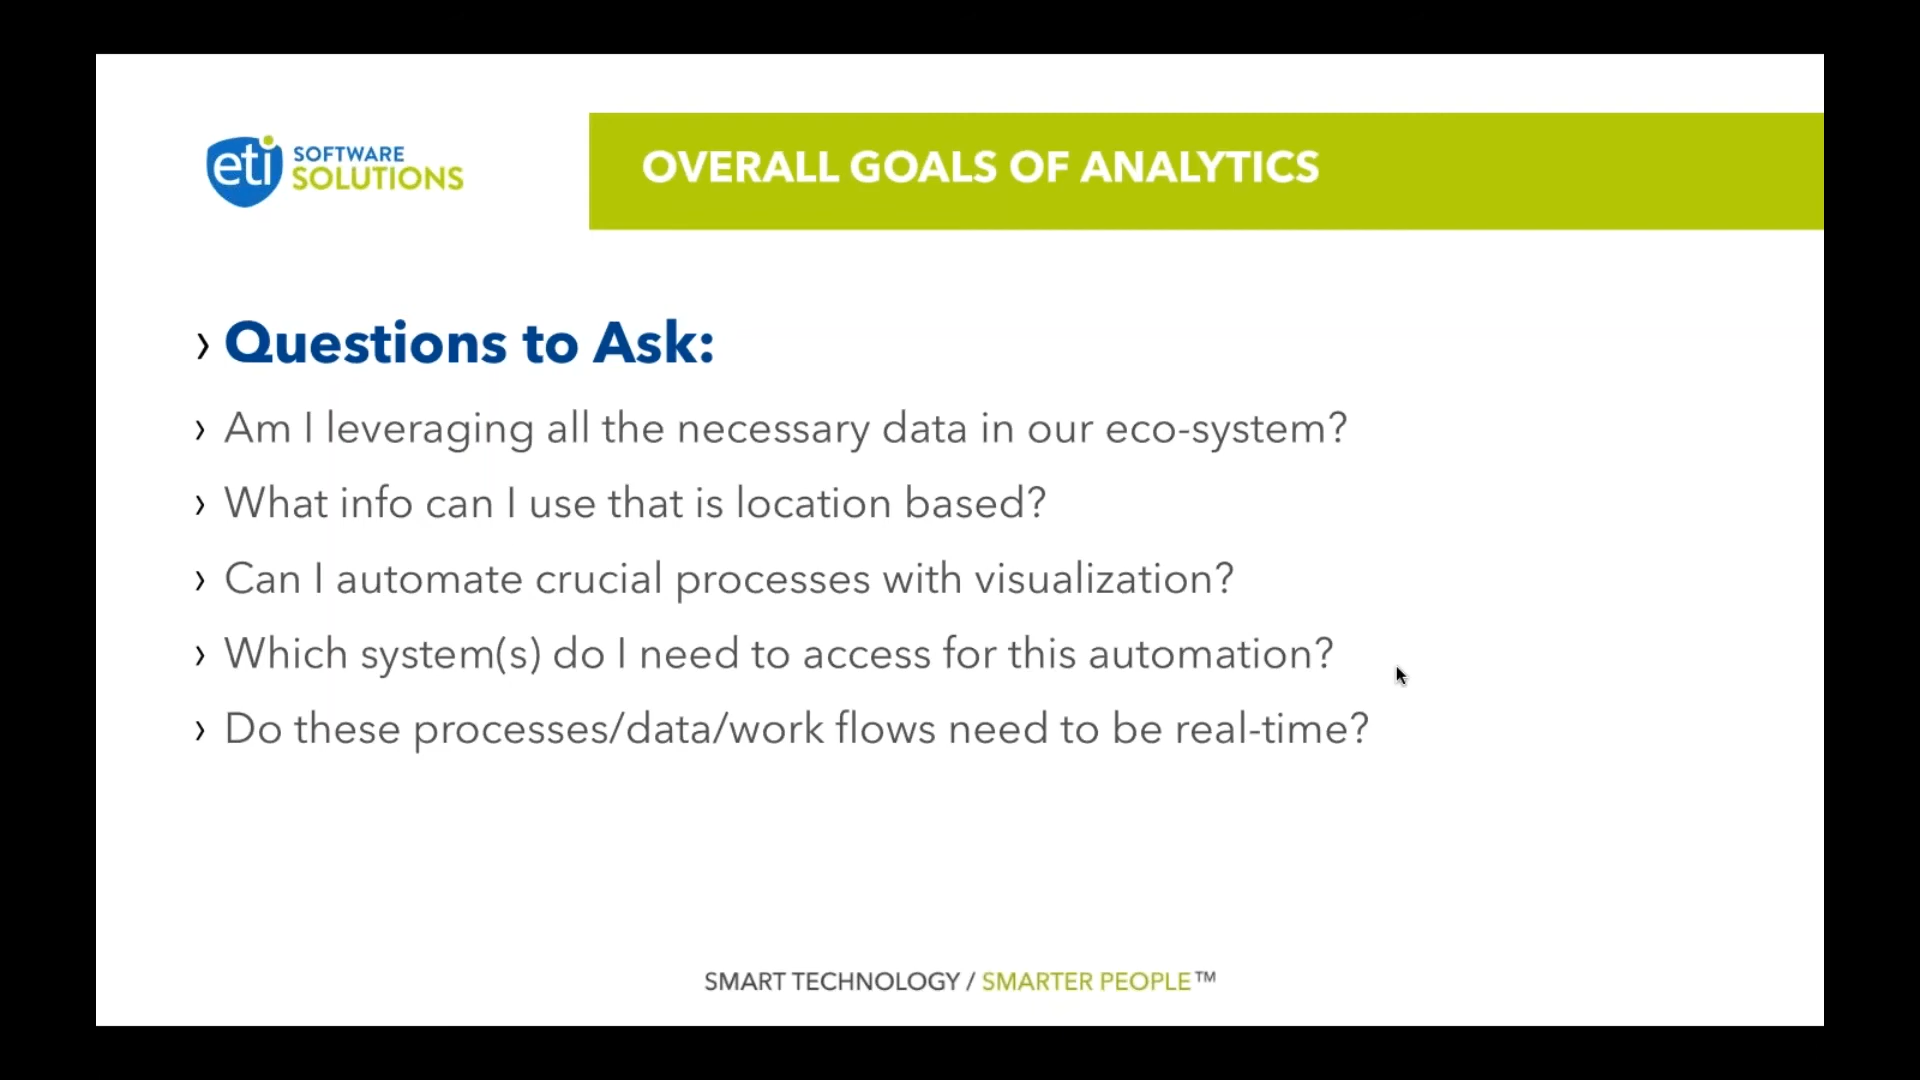 eti SOFTWARE
SOLUTIONS
OVERALL GOALS OF ANALYTICS
› Questions to Ask:
› Am I leveraging all the necessary data in our eco-system?
› What info can I use that is location based?
› Can I automate crucial processes with visualization?
› Which system(s) do I need to access for this automation?
› Do these processes/data/work flows need to be real-time?
SMART TECHNOLOGY / SMARTER PEOPLE™